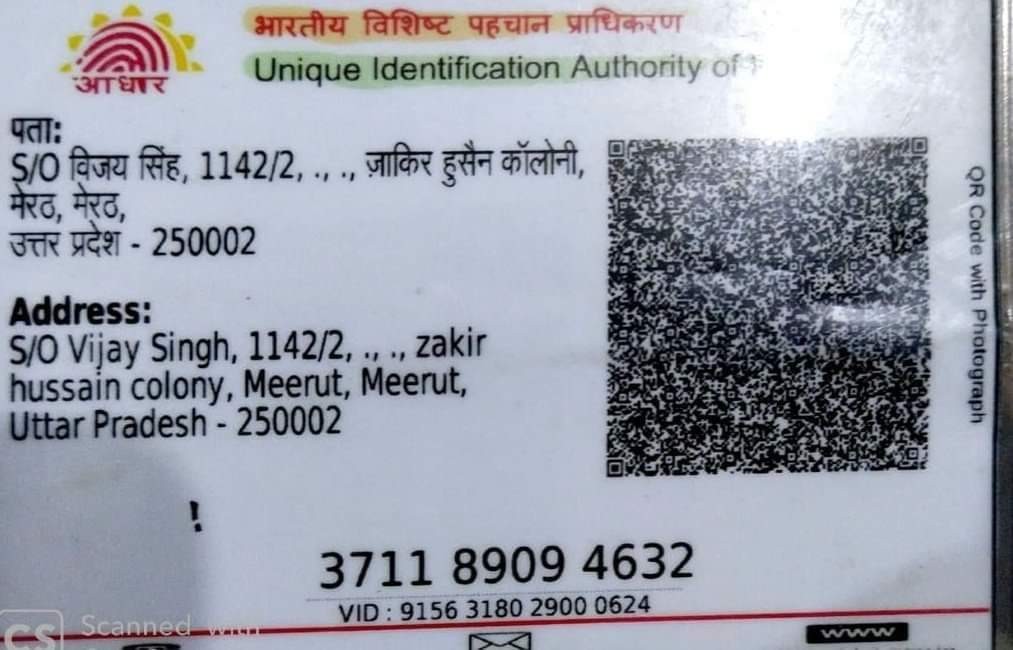 भारतीय विशिष्ट पहचान प्राधिकरण
Unique Identification Authority of
आधार
पता:
S/O विजय सिंह, 1142/2, ., ., ज़ाकिर हुसैन कॉलोनी,
मेरठ, मेरठ,
उत्तर प्रदेश - 250002
Address:
S/O Vijay Singh, 1142/2, ., ., zakir
hussain colony, Meerut, Meerut,
Uttar Pradesh - 250002
QR Code with Photograph
!
3711 8909 4632
VID : 9156 3180 2900 0624
CS Scanned with
www